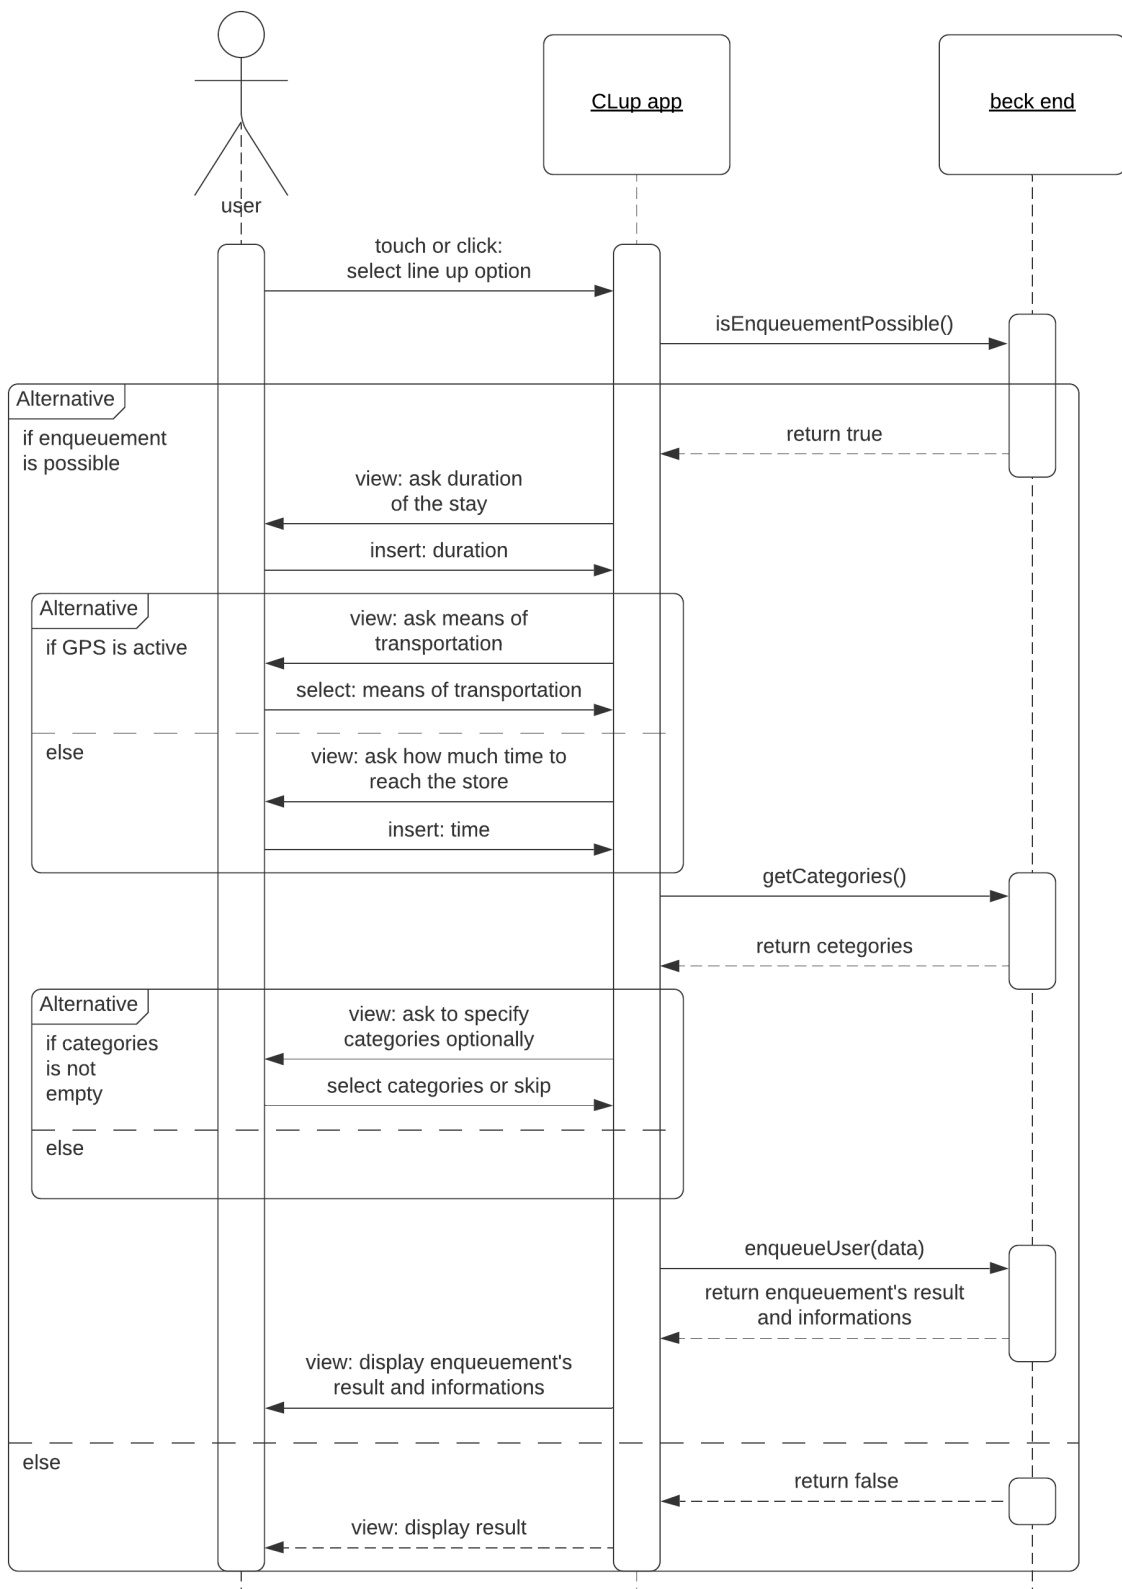 CLup app
beck end
user
touch or click:
select line up option
isEnqueuementPossible()
Alternative
if enqueuement
is possible
return true
view: ask duration
of the stay
insert: duration
Alternative
if GPS is active
view: ask means of
transportation
select: means of transportation
else
view: ask how much time to
reach the store
insert: time
getCategories()
return cetegories
Alternative
if categories
is not
empty
view: ask to specify
categories optionally
select categories or skip
else
enqueueUser(data)
return enqueuement's result
and informations
view: display enqueuement's
result and informations
else
return false
view: display result